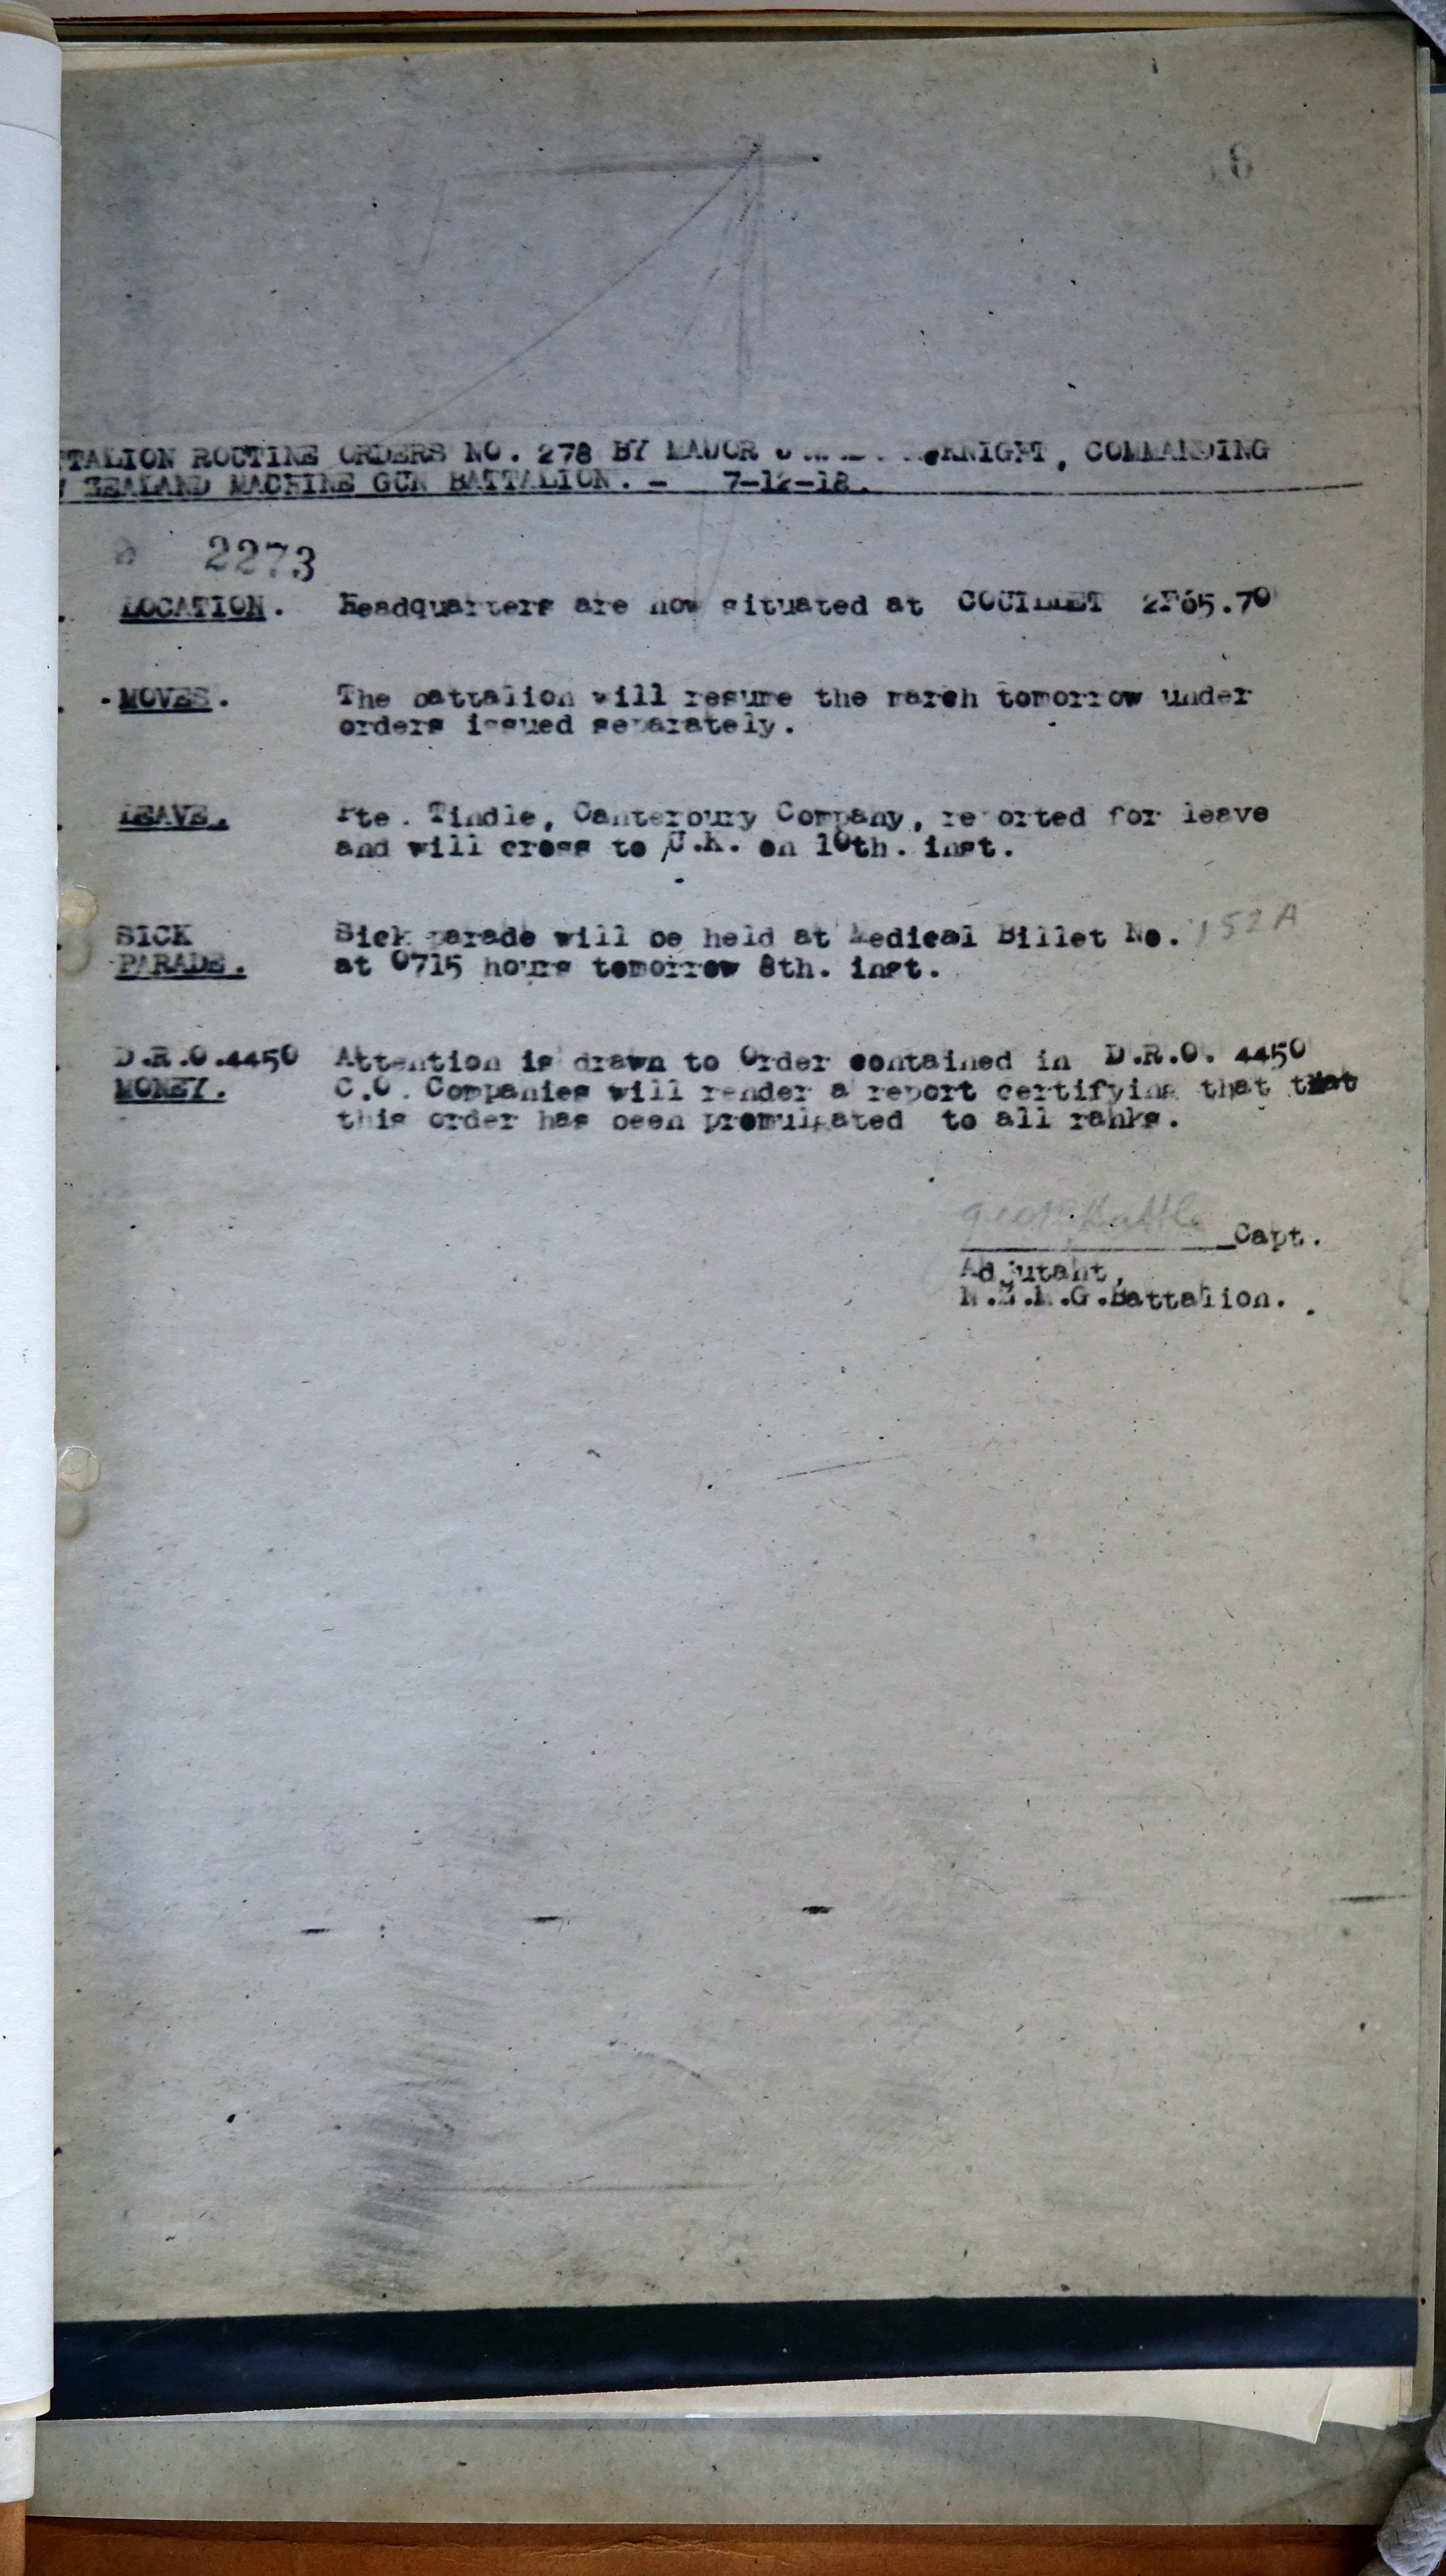 6
TTALION ROUTINE ORDERS NO. 278 BY MAJOR KNIGHT, COMMANDING
ZEALAND MACHINE GUN BATTALION. - 7-12-18.
2273
LOCATION. Headquarters are now situated at COUILLET 2F65.70
MOVES. The battalion will resume the march tomorrow under
orders issued separately.
LEAVE. Pte. Tindle, Canterbury Company, reported for leave
and will cross to U.K. on 10th. inst.
SICK Sick parade will be held at Medical Billet No. 152A
PARADE. at 0715 hours tomorrow 8th. inst.
D.R.O.4450 Attention is drawn to Order contained in D.R.O. 4450
MONEY. C.O. Companies will render a report certifying that that
this order has been promulgated to all ranks.
Capt.
Adjutant,
N.Z.M.G.Battalion.